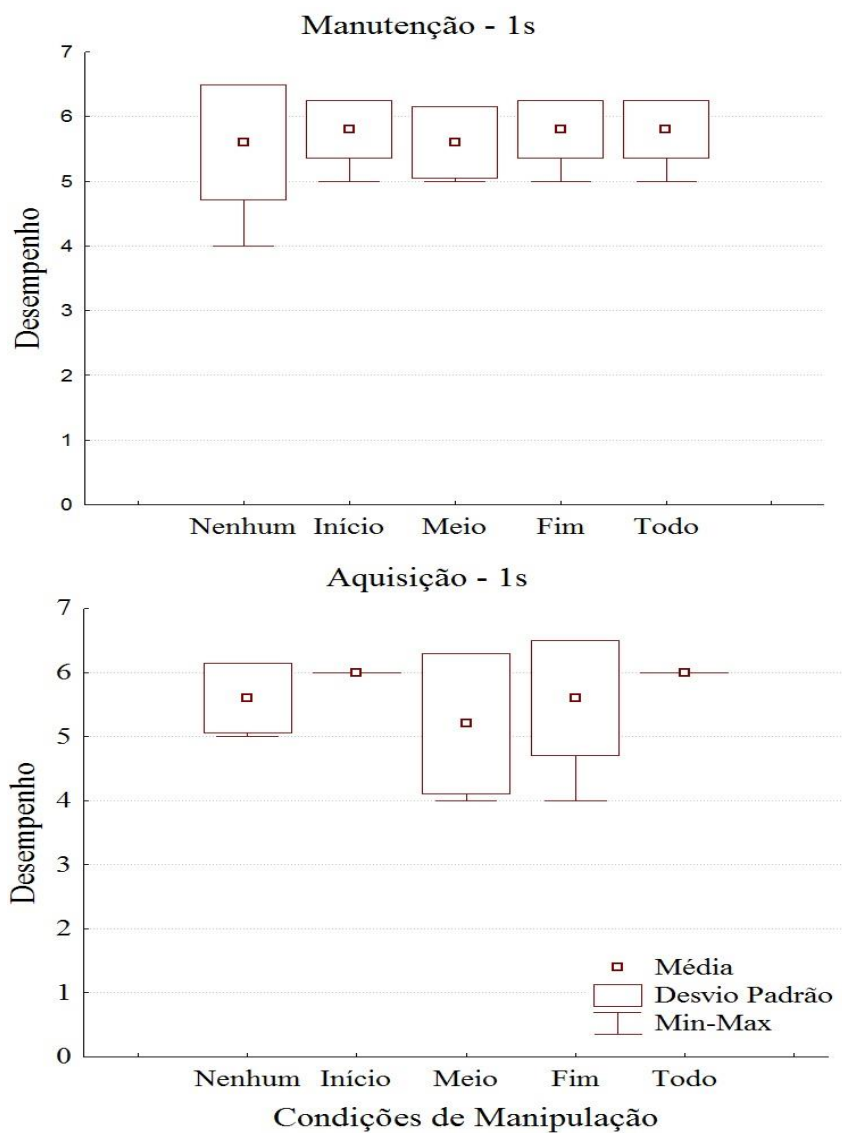 Manutenção - 1s
7
6
5
4
3
2
1
0
Desempenho
Nenhum Início Meio Fim Todo
Aquisição - 1s
7
6
5
4
3
2
1
0
Desempenho
Média
Desvio Padrão
Min-Max
Nenhum Início Meio Fim Todo
Condições de Manipulação